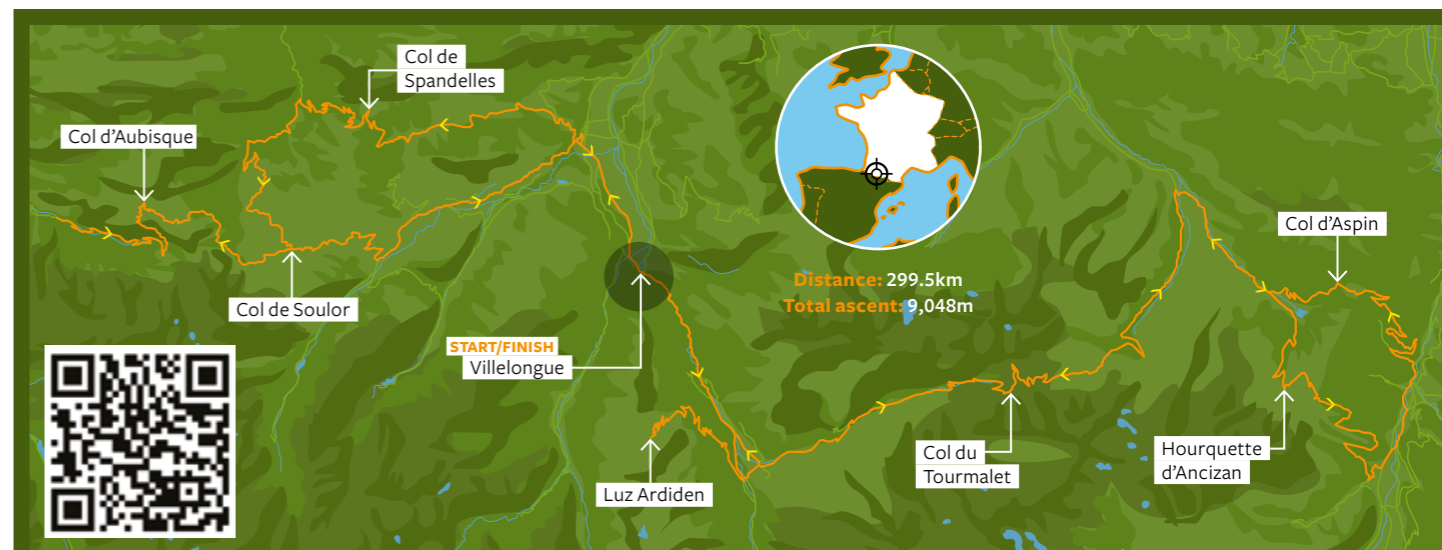 Col de
Spandelles
Col d’Aubisque
Col de Soulor
START/FINISH
Villelongue
Luz Ardiden
Distance: 299.5km
Total ascent: 9,048m
Col du
Tourmalet
Col d’Aspin
Hourquette
d’Ancizan